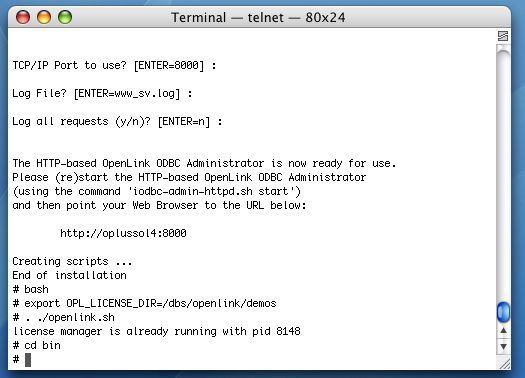 Terminal — telnet — 80x24
TCP/IP Port to use? [ENTER=8000] :
Log File? [ENTER=www_sv.log] :
Log all requests (y/n)? [ENTER=n] :
The HTTP-based OpenLink ODBC Administrator is now ready for use.
Please (re)start the HTTP-based OpenLink ODBC Administrator
(using the command 'iodbc-admin-httpd.sh start')
and then point your Web Browser to the URL below:
http://oplussol4:8000
Creating scripts ...
End of installation
# bash
# export OPL_LICENSE_DIR=/dbs/openlink/demos
# . ./openlink.sh
license manager is already running with pid 8148
# cd bin
#